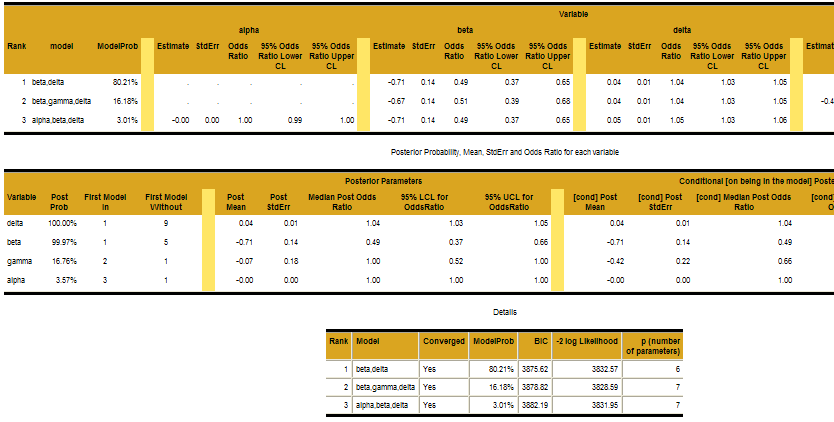 Variable
alpha beta delta
Rank model ModelProb Estimate StdErr Odds Ratio 95% Odds Ratio Lower CL 95% Odds Ratio Upper CL Estimate StdErr Odds Ratio 95% Odds Ratio Lower CL 95% Odds Ratio Upper CL Estimate StdErr Odds Ratio 95% Odds Ratio Lower CL 95% Odds Ratio Upper CL Estimat
1 beta,delta 80.21% . . . . . -0.71 0.14 0.49 0.37 0.65 0.04 0.01 1.04 1.03 1.05
2 beta,gamma,delta 16.18% . . . . . -0.67 0.14 0.51 0.39 0.68 0.04 0.01 1.04 1.03 1.05 -0.4
3 alpha,beta,delta 3.01% -0.00 0.00 1.00 0.99 1.00 -0.71 0.14 0.49 0.37 0.65 0.05 0.01 1.05 1.03 1.06
Posterior Probability, Mean, StdErr and Odds Ratio for each variable
Posterior Parameters Conditional [on being in the model] Poste
Variable Post Prob First Model In First Model Without Post Mean Post StdErr Median Post Odds Ratio 95% LCL for OddsRatio 95% UCL for OddsRatio [cond] Post Mean [cond] Post StdErr [cond] Median Post Odds Ratio [cond] O
delta 100.00% 1 9 0.04 0.01 1.04 1.03 1.05 0.04 0.01 1.04
beta 99.97% 1 5 -0.71 0.14 0.49 0.37 0.66 -0.71 0.14 0.49
gamma 16.76% 2 1 -0.07 0.18 1.00 0.52 1.00 -0.42 0.22 0.66
alpha 3.57% 3 1 -0.00 0.00 1.00 1.00 1.00 -0.00 0.00 1.00
Details
Rank Model Converged ModelProb BIC -2 log Likelihood p (number of parameters)
1 beta,delta Yes 80.21% 3875.62 3832.57 6
2 beta,gamma,delta Yes 16.18% 3878.82 3828.59 7
3 alpha,beta,delta Yes 3.01% 3882.19 3831.95 7